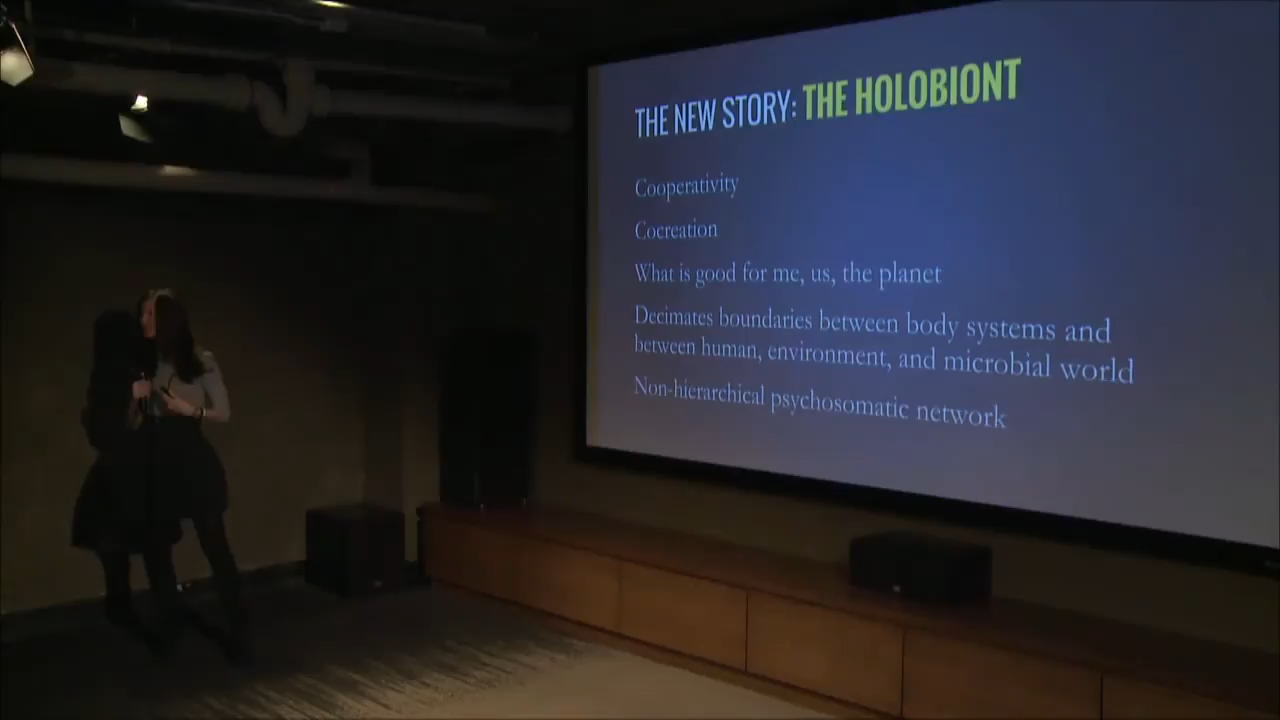 THE NEW STORY: THE HOLOBIONT
Cooperativity
Cocreation
What is good for me, us, the planet
Decimates boundaries between body systems and
between human, environment, and microbial world
Non-hierarchical psychosomatic network